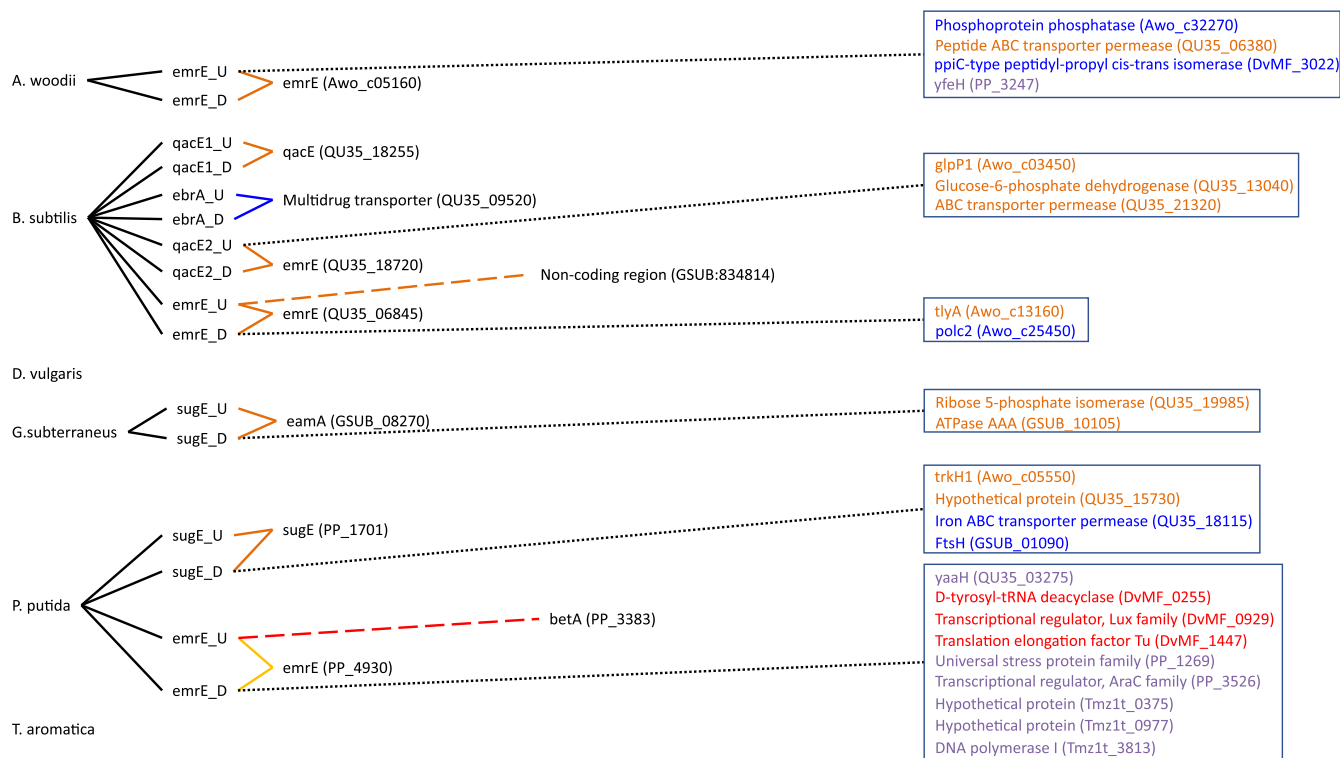 A. woodii
emrE_U
emrE_D
emrE (Awo_c05160)
Phosphoprotein phosphatase (Awo_c32270)
Peptide ABC transporter permease (QU35_06380)
ppiC-type peptidyl-propyl cis-trans isomerase (DvMF_3022)
yfeH (PP_3247)
B. subtilis
qacE1_U
qacE1_D
qacE (QU35_18255)
ebrA_U
ebrA_D
Multidrug transporter (QU35_09520)
qacE2_U
qacE2_D
emrE (QU35_18720)
glpP1 (Awo_c03450)
Glucose-6-phosphate dehydrogenase (QU35_13040)
ABC transporter permease (QU35_21320)
emrE_U
emrE_D
Non-coding region (GSUB:834814)
emrE (QU35_06845)
tlyA (Awo_c13160)
polc2 (Awo_c25450)
D. vulgaris
G.subterraneus
sugE_U
sugE_D
eamA (GSUB_08270)
Ribose 5-phosphate isomerase (QU35_19985)
ATPase AAA (GSUB_10105)
P. putida
sugE_U
sugE_D
sugE (PP_1701)
trkH1 (Awo_c05550)
Hypothetical protein (QU35_15730)
Iron ABC transporter permease (QU35_18115)
FtsH (GSUB_01090)
emrE_U
emrE_D
betA (PP_3383)
emrE (PP_4930)
yaaH (QU35_03275)
D-tyrosyl-tRNA deacyclase (DvMF_0255)
Transcriptional regulator, Lux family (DvMF_0929)
Translation elongation factor Tu (DvMF_1447)
Universal stress protein family (PP_1269)
Transcriptional regulator, AraC family (PP_3526)
Hypothetical protein (Tmz1t_0375)
Hypothetical protein (Tmz1t_0977)
DNA polymerase I (Tmz1t_3813)
T. aromatica